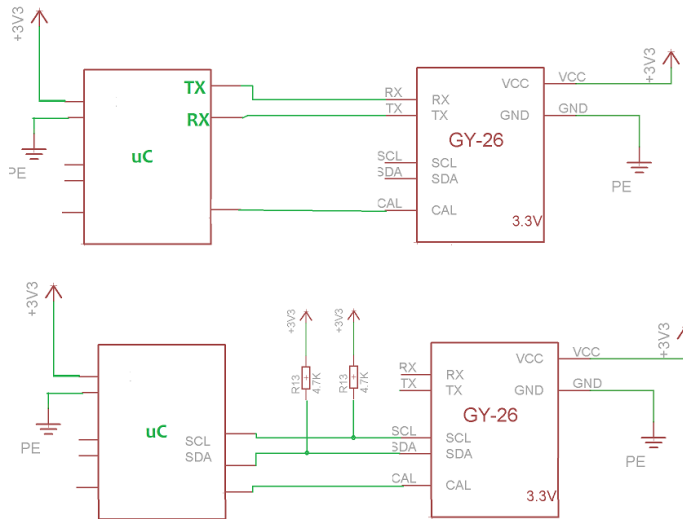 +3V3
TX
RX
uC
PE
RX
TX
SCL
SDA
CAL
RX
TX
SCL
SDA
CAL
VCC
GND
GY-26
3.3V
VCC
GND
+3V3
PE
+3V3
PE
uC
SCL
SDA
+3V3
+3V3
R13
4.7K
R13
4.7K
RX
TX
SCL
SDA
CAL
RX
TX
SCL
SDA
CAL
VCC
GND
GY-26
3.3V
VCC
GND
+3V3
PE